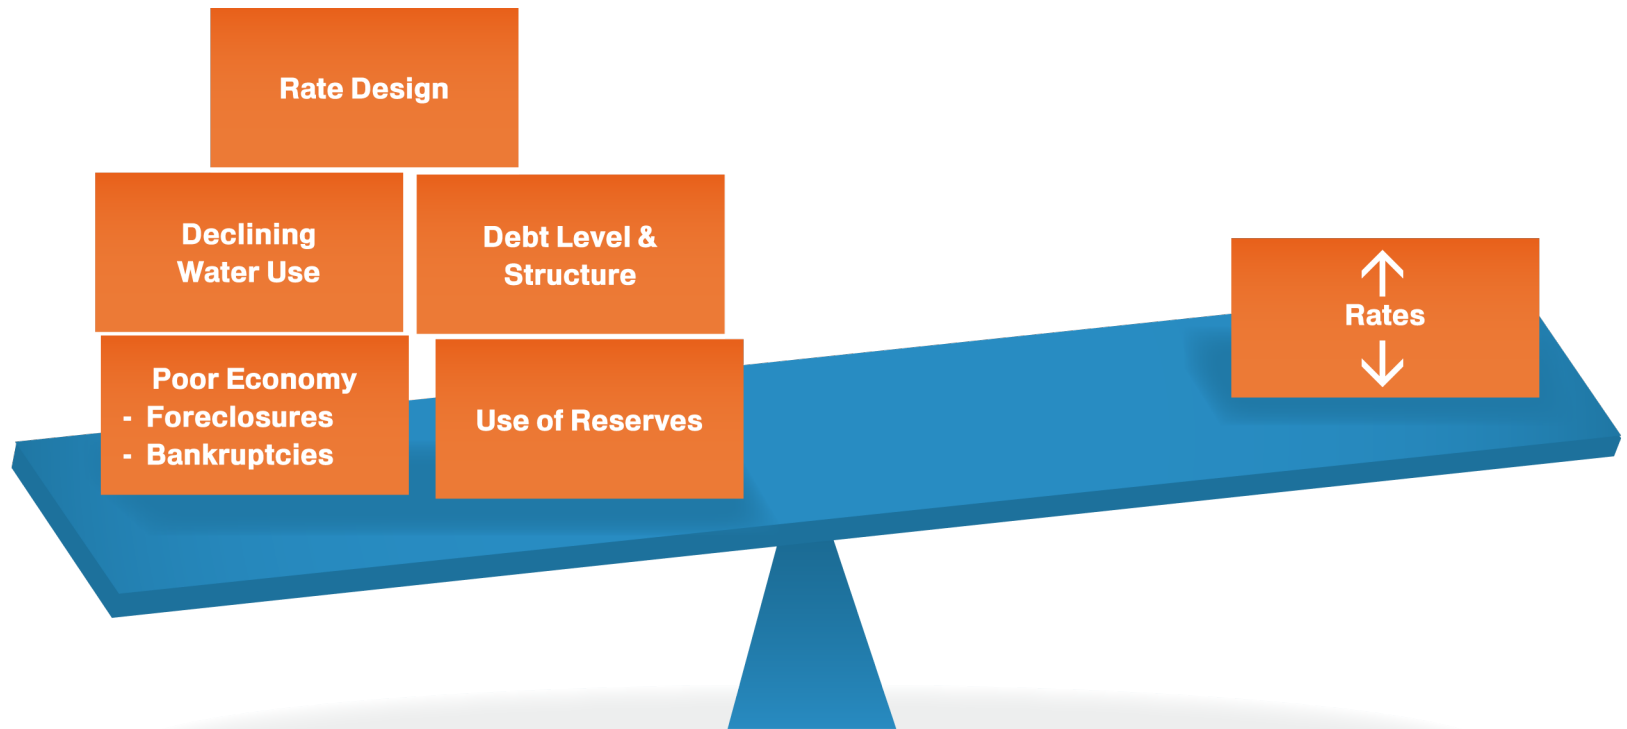 Rate Design
Declining
Water Use
Debt Level &
Structure
Poor Economy
- Foreclosures
- Bankruptcies
Use of Reserves
↑
Rates
↓